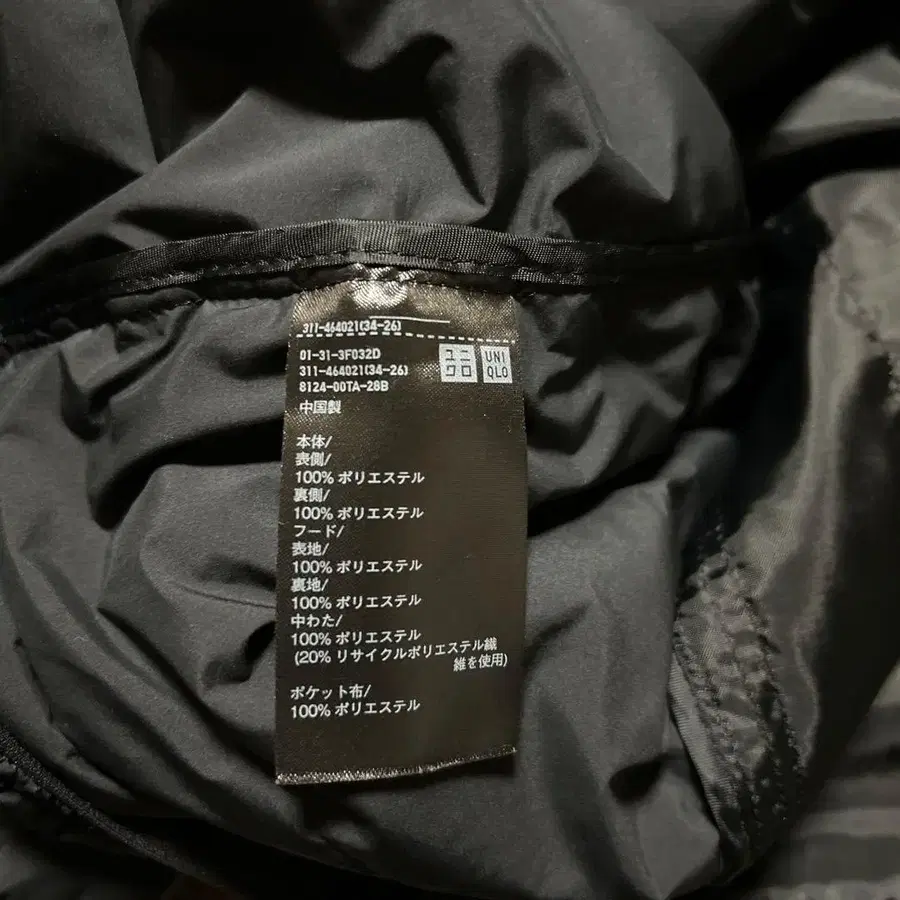 311-464021(34-26)
01-31-3F032D
311-464021(34-26)
8124-00TA-28B
中国製
ユニ
クロ
UNI
QLO
本体/
表側/
100% ポリエステル
裏側/
100% ポリエステル
フード/
表地/
100% ポリエステル
裏地/
100% ポリエステル
中わた/
100% ポリエステル
(20% リサイクルポリエステル繊
維を使用)
ポケット布/
100% ポリエステル